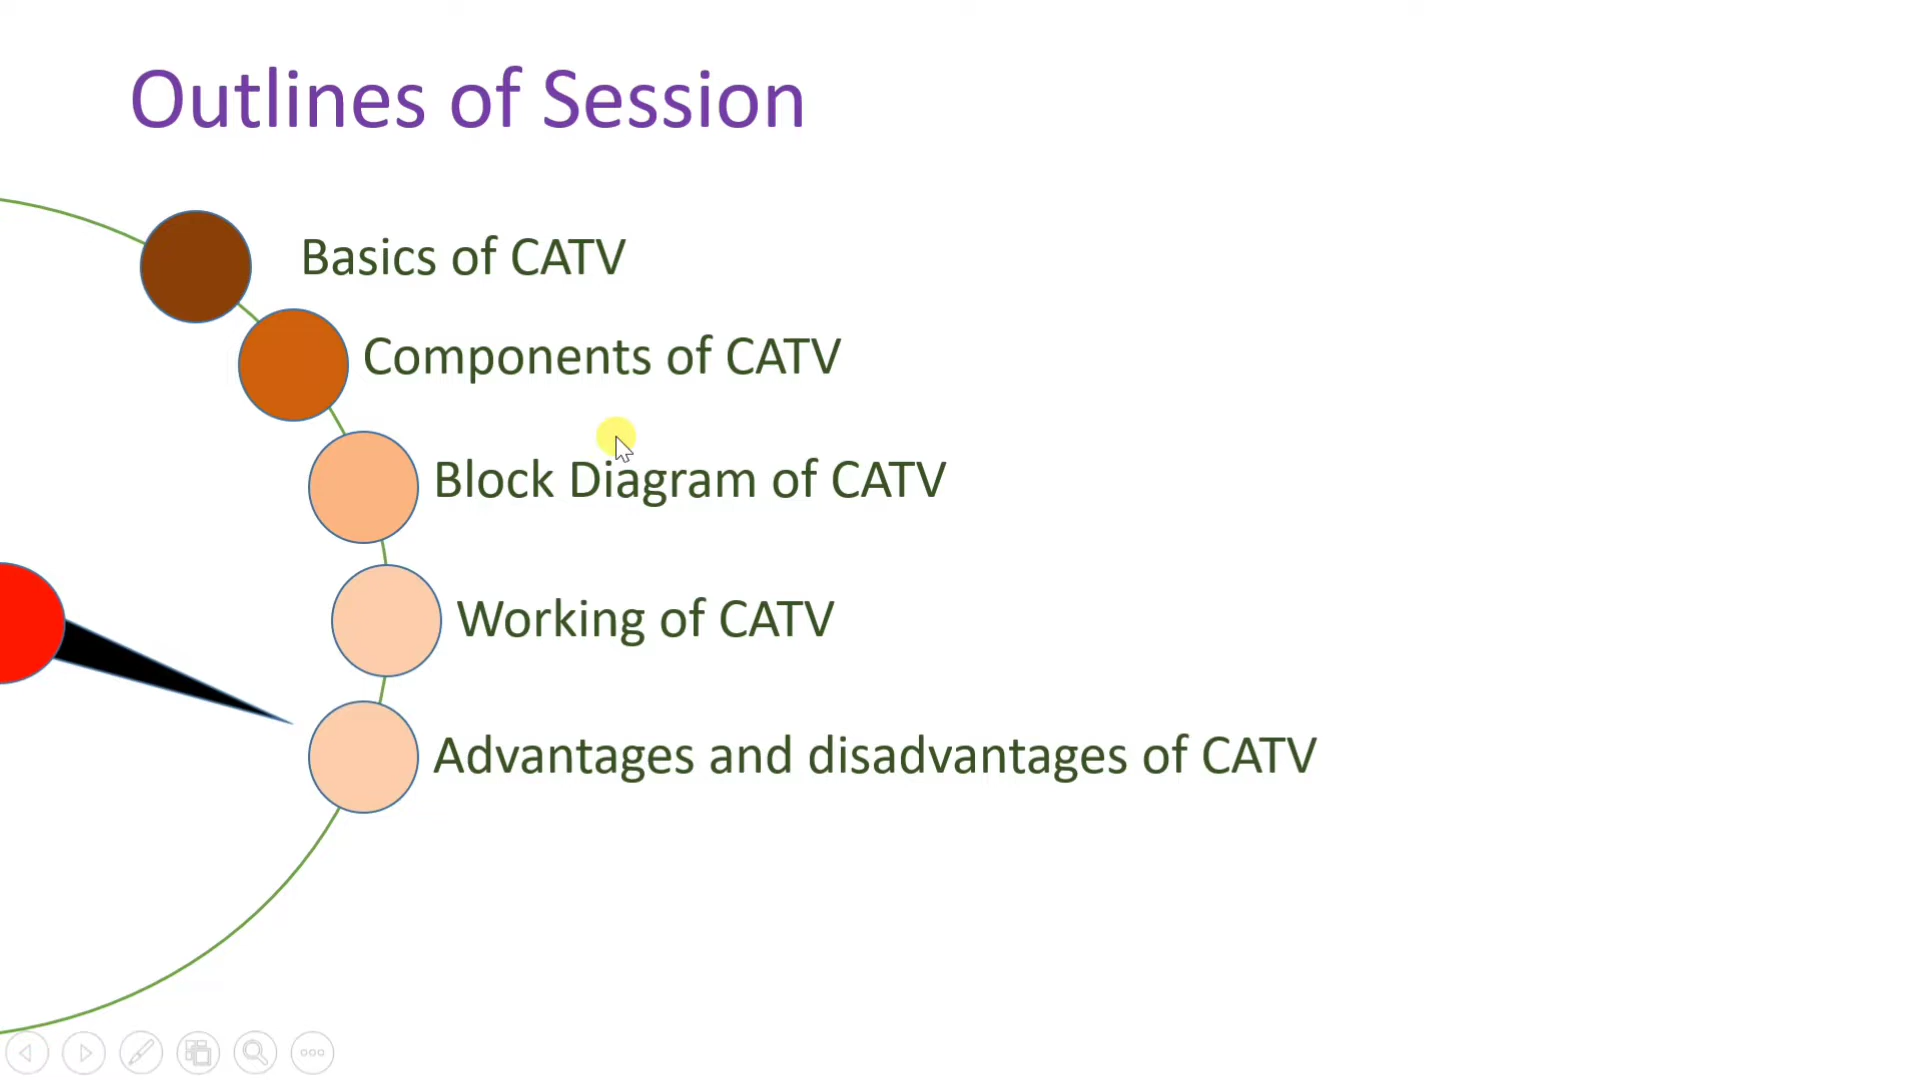 Outlines of Session
Basics of CATV
Components of CATV
Block Diagram of CATV
Working of CATV
Advantages and disadvantages of CATV